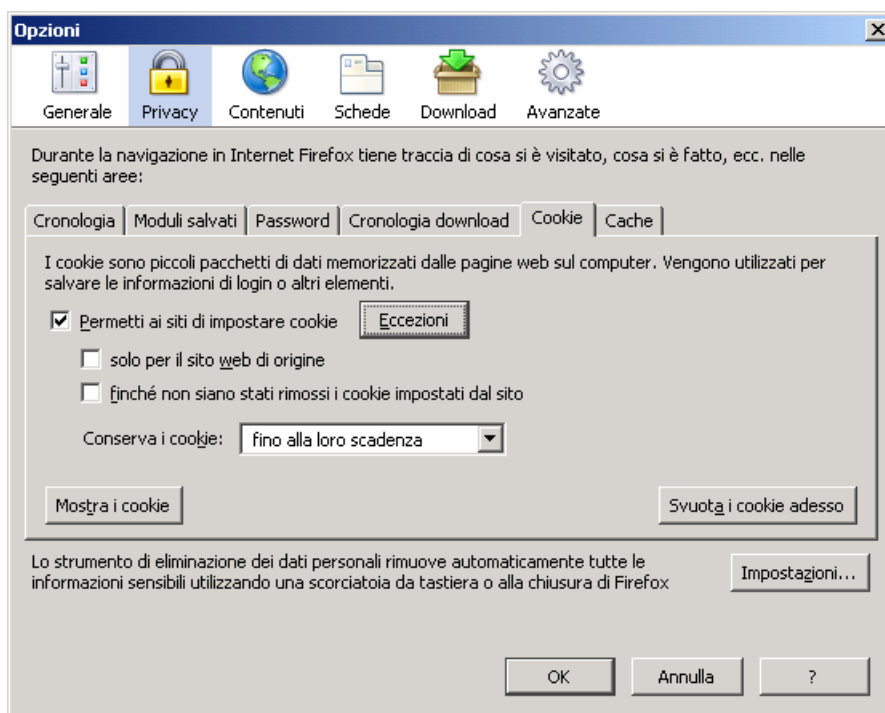 Opzioni
Generale Privacy Contenuti Schede Download Avanzate
Durante la navigazione in Internet Firefox tiene traccia di cosa si è visitato, cosa si è fatto, ecc. nelle
seguenti aree:
Cronologia Moduli salvati Password Cronologia download Cookie Cache
I cookie sono piccoli pacchetti di dati memorizzati dalle pagine web sul computer. Vengono utilizzati per
salvare le informazioni di login o altri elementi.
Permetti ai siti di impostare cookie Eccezioni
solo per il sito web di origine
finché non siano stati rimossi i cookie impostati dal sito
Conserva i cookie: fino alla loro scadenza
Mostra i cookie Svuota i cookie adesso
Lo strumento di eliminazione dei dati personali rimuove automaticamente tutte le
informazioni sensibili utilizzando una scorciatoia da tastiera o alla chiusura di Firefox
Impostazioni...
OK Annulla ?